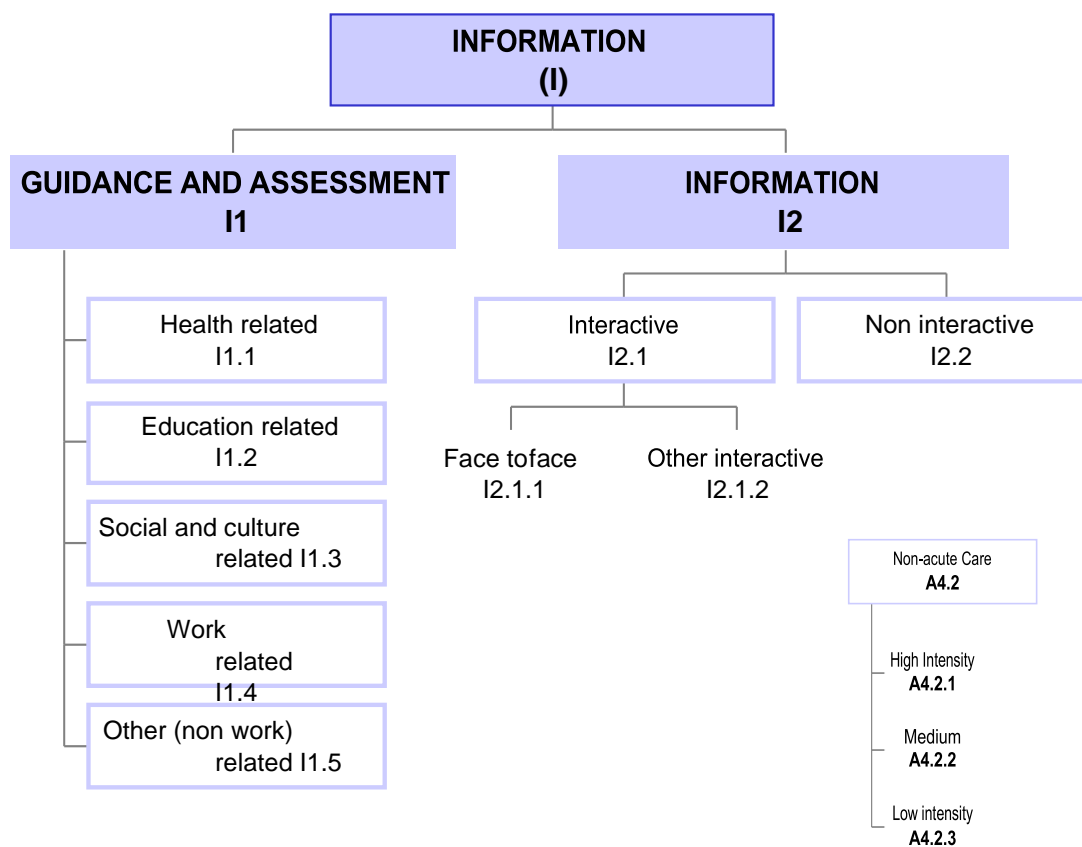 INFORMATION
(I)
GUIDANCE AND ASSESSMENT
I1
INFORMATION
I2
Health related
I1.1
Education related
I1.2
Social and culture
related I1.3
Work
related
I1.4
Other (non work)
related I1.5
Interactive
I2.1
Non interactive
I2.2
Face toface
I2.1.1
Other interactive
I2.1.2
Non-acute Care
A4.2
High Intensity
A4.2.1
Medium
A4.2.2
Low intensity
A4.2.3